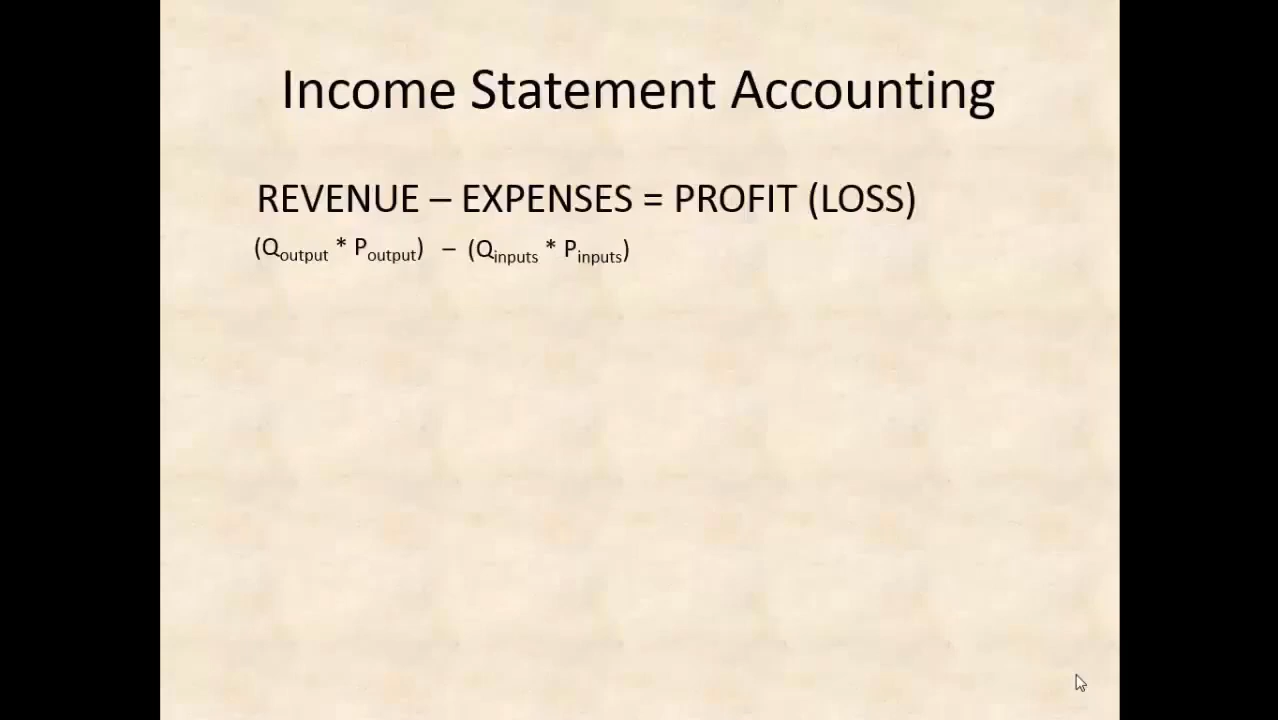 Income Statement Accounting
REVENUE – EXPENSES = PROFIT (LOSS)
(Qoutput * Poutput) – (Qinputs * Pinputs)